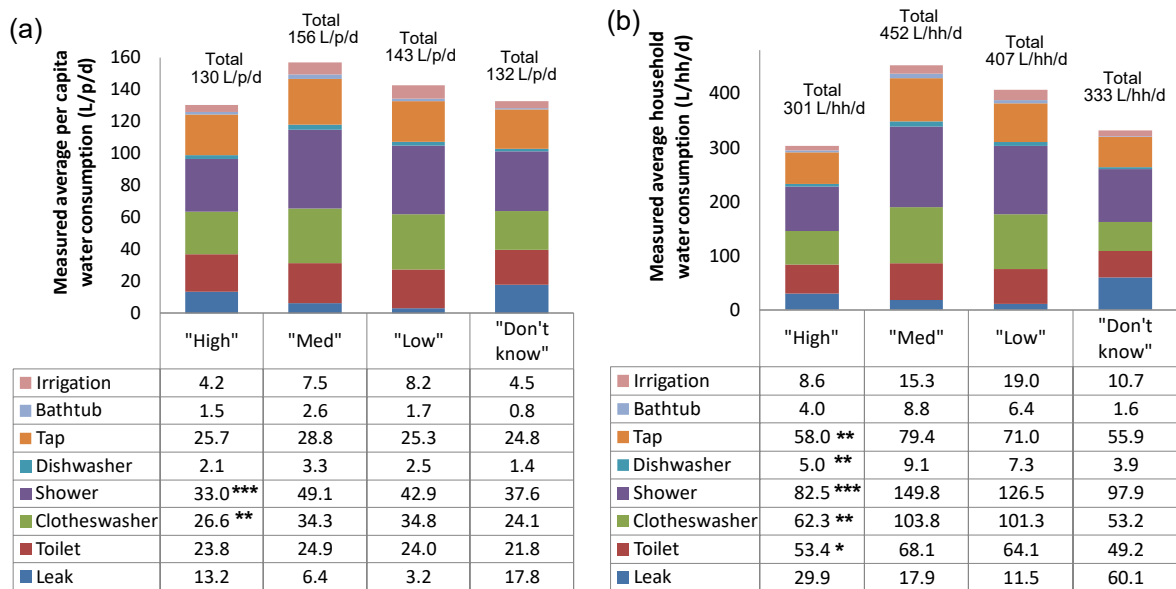 (a)
Total
130 L/p/d
Total
156 L/p/d
Total
143 L/p/d
Total
132 L/p/d
Measured average per capita
water consumption (L/p/d)
160
140
120
100
80
60
40
20
0
"High" "Med" "Low" "Don't know"
Irrigation 4.2 7.5 8.2 4.5
Bathtub 1.5 2.6 1.7 0.8
Tap 25.7 28.8 25.3 24.8
Dishwasher 2.1 3.3 2.5 1.4
Shower 33.0*** 49.1 42.9 37.6
Clotheswasher 26.6 ** 34.3 34.8 24.1
Toilet 23.8 24.9 24.0 21.8
Leak 13.2 6.4 3.2 17.8
(b)
Total
301 L/hh/d
Total
452 L/hh/d
Total
407 L/hh/d
Total
333 L/hh/d
Measured average household
water consumption (L/hh/d)
400
300
200
100
0
"High" "Med" "Low" "Don't know"
Irrigation 8.6 15.3 19.0 10.7
Bathtub 4.0 8.8 6.4 1.6
Tap 58.0 ** 79.4 71.0 55.9
Dishwasher 5.0 ** 9.1 7.3 3.9
Shower 82.5 *** 149.8 126.5 97.9
Clotheswasher 62.3 ** 103.8 101.3 53.2
Toilet 53.4 * 68.1 64.1 49.2
Leak 29.9 17.9 11.5 60.1